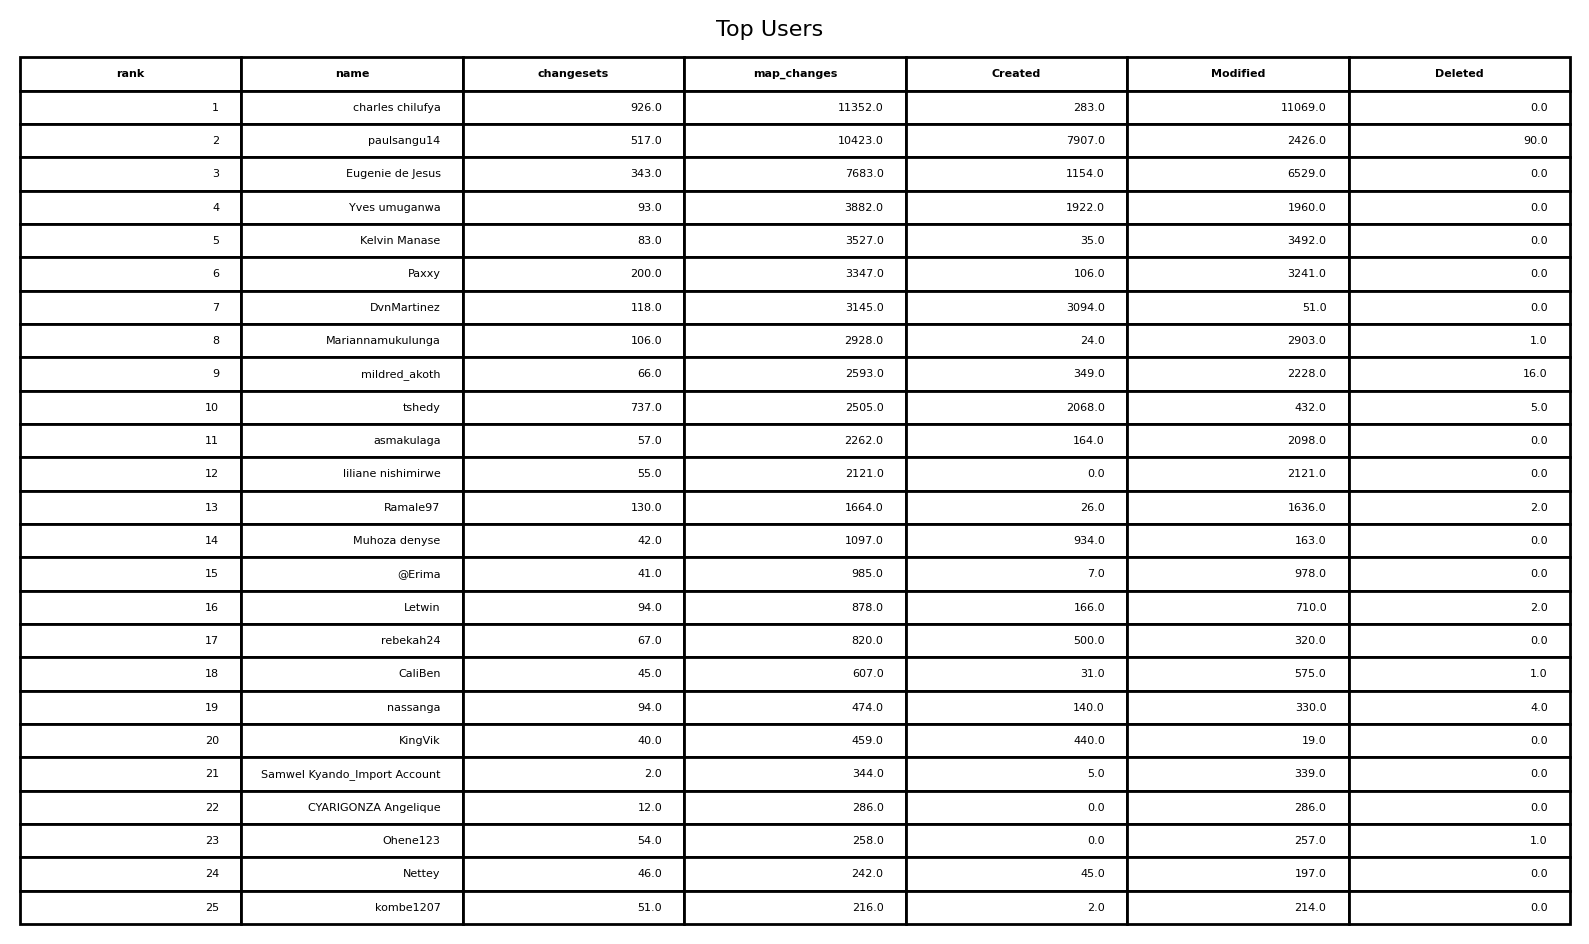 Top Users
rank name changesets map_changes Created Modified Deleted
1 charles chilufya 926.0 11352.0 283.0 11069.0 0.0
2 paulsangu14 517.0 10423.0 7907.0 2426.0 90.0
3 Eugenie de Jesus 343.0 7683.0 1154.0 6529.0 0.0
4 Yves umuganwa 93.0 3882.0 1922.0 1960.0 0.0
5 Kelvin Manase 83.0 3527.0 35.0 3492.0 0.0
6 Paxxy 200.0 3347.0 106.0 3241.0 0.0
7 DvnMartinez 118.0 3145.0 3094.0 51.0 0.0
8 Mariannamukulunga 106.0 2928.0 24.0 2903.0 1.0
9 mildred_akoth 66.0 2593.0 349.0 2228.0 16.0
10 tshedy 737.0 2505.0 2068.0 432.0 5.0
11 asmakulaga 57.0 2262.0 164.0 2098.0 0.0
12 liliane nishimirwe 55.0 2121.0 0.0 2121.0 0.0
13 Ramale97 130.0 1664.0 26.0 1636.0 2.0
14 Muhoza denyse 42.0 1097.0 934.0 163.0 0.0
15 @Erima 41.0 985.0 7.0 978.0 0.0
16 Letwin 94.0 878.0 166.0 710.0 2.0
17 rebekah24 67.0 820.0 500.0 320.0 0.0
18 CaliBen 45.0 607.0 31.0 575.0 1.0
19 nassanga 94.0 474.0 140.0 330.0 4.0
20 KingVik 40.0 459.0 440.0 19.0 0.0
21 Samwel Kyando_Import Account 2.0 344.0 5.0 339.0 0.0
22 CYARIGONZA Angelique 12.0 286.0 0.0 286.0 0.0
23 Ohene123 54.0 258.0 0.0 257.0 1.0
24 Nettey 46.0 242.0 45.0 197.0 0.0
25 kombe1207 51.0 216.0 2.0 214.0 0.0